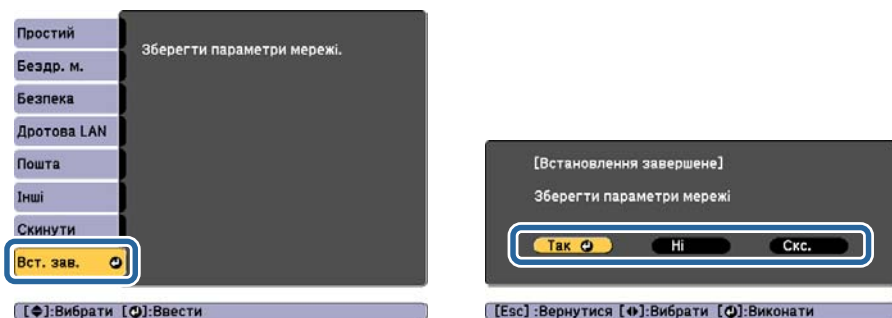 Простий
Бездр. м.
Безпека
Дротова LAN
Пошта
Інші
Скинути
Вст. зав.
Зберегти параметри мережі.
[Встановлення завершене]
Зберегти параметри мережі
Так Ні Скс.
[ ]:Вибрати [ ]:Ввести
[Esc] :Вернутися [ ]:Вибрати [ ]:Виконати